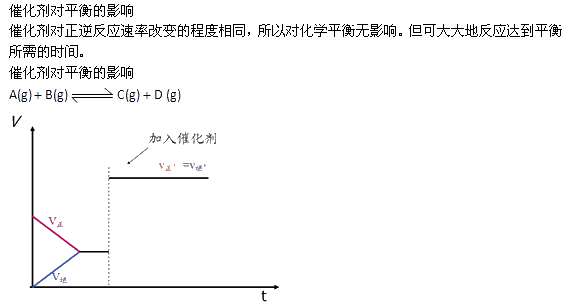 催化剂对平衡的影响
催化剂对正逆反应速率改变的程度相同，所以对化学平衡无影响。但可大大地反应达到平衡
所需的时间。
催化剂对平衡的影响
A(g) + B(g) ⇌ C(g) + D (g)
V
加入催化剂
v正' =v逆'
V正
V逆
t